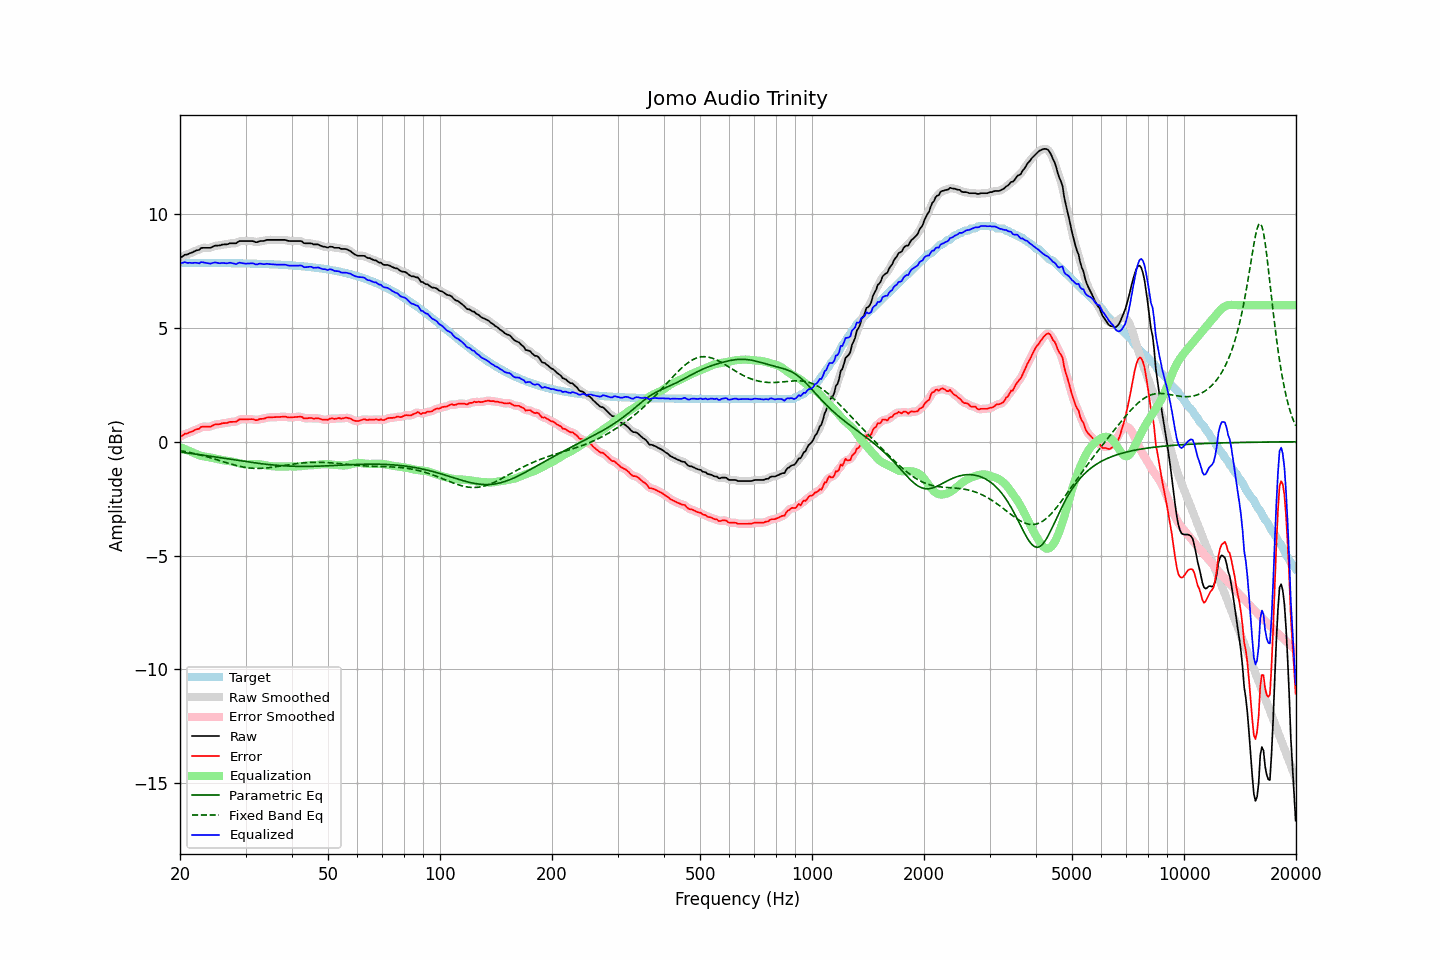 Jomo Audio Trinity
Amplitude (dBr)
10
5
0
−5
−10
−15
Target
Raw Smoothed
Error Smoothed
Raw
Error
Equalization
Parametric Eq
Fixed Band Eq
Equalized
20 50 100 200 500 1000 2000 5000 10000 20000
Frequency (Hz)